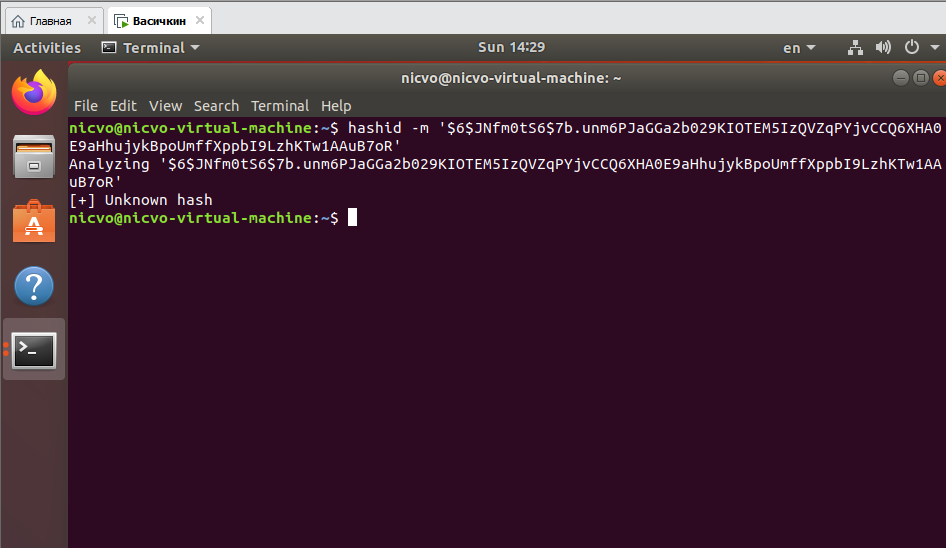 Главная
Васичкин
Activities
Terminal
Sun 14:29
en
nicvo@nicvo-virtual-machine: ~
File Edit View Search Terminal Help
nicvo@nicvo-virtual-machine:~$ hashid -m '$6$JNfm0tS6$7b.unm6PJaGGa2b029KIOTEM5IzQVZqPYjvCCQ6XHA0
E9aHhujykBpoUmffXppbI9LzhKTw1AAuB7oR'
Analyzing '$6$JNfm0tS6$7b.unm6PJaGGa2b029KIOTEM5IzQVZqPYjvCCQ6XHA0E9aHhujykBpoUmffXppbI9LzhKTw1AA
uB7oR'
[+] Unknown hash
nicvo@nicvo-virtual-machine:~$